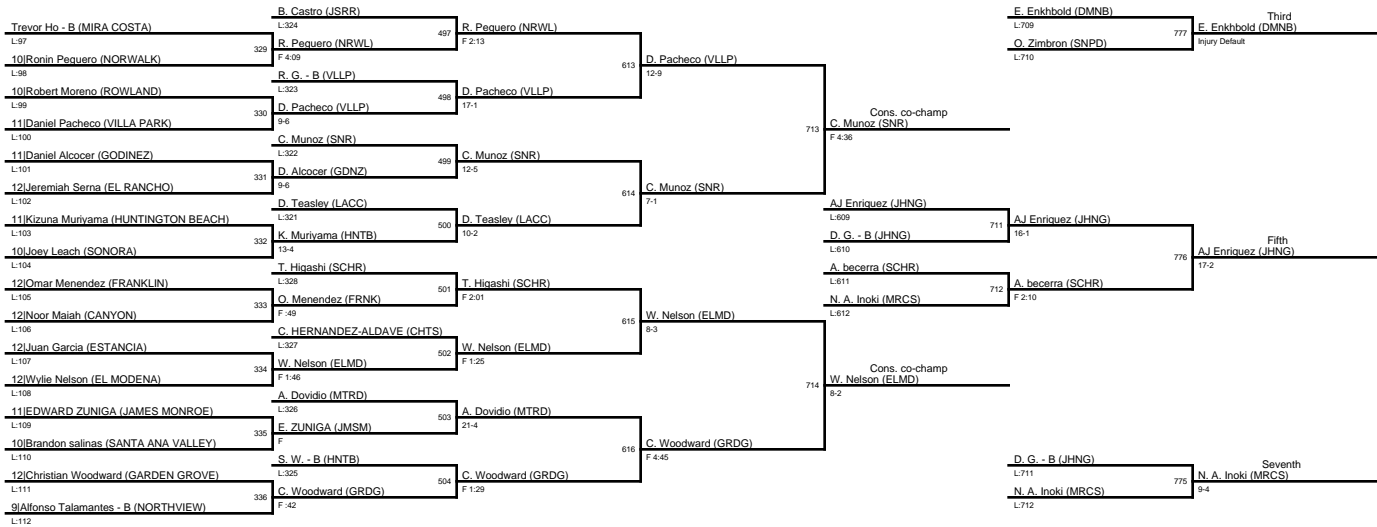 Trevor Ho - B (MIRA COSTA)
L:97
329
10|Ronin Peguero (NORWALK)
L:98
10|Robert Moreno (ROWLAND)
L:99
330
11|Daniel Pacheco (VILLA PARK)
L:100
11|Daniel Alcocer (GODINEZ)
L:101
331
12|Jeremiah Serna (EL RANCHO)
L:102
11|Kizuna Muriyama (HUNTINGTON BEACH)
L:103
332
10|Joey Leach (SONORA)
L:104
12|Omar Menendez (FRANKLIN)
L:105
333
12|Noor Maiah (CANYON)
L:106
12|Juan Garcia (ESTANCIA)
L:107
334
12|Wylie Nelson (EL MODENA)
L:108
11|EDWARD ZUNIGA (JAMES MONROE)
L:109
335
10|Brandon salinas (SANTA ANA VALLEY)
L:110
12|Christian Woodward (GARDEN GROVE)
L:111
336
9|Alfonso Talamantes - B (NORTHVIEW)
L:112
B. Castro (JSRR)
L:324
497
R. Peguero (NRWL)
F 4:09
R. G. - B (VLLP)
L:323
498
D. Pacheco (VLLP)
9-6
C. Munoz (SNR)
L:322
499
D. Alcocer (GDNZ)
9-6
D. Teasley (LACC)
L:321
500
K. Muriyama (HNTB)
13-4
T. Higashi (SCHR)
L:328
501
O. Menendez (FRNK)
F :49
C. HERNANDEZ-ALDAVE (CHTS)
L:327
502
W. Nelson (ELMD)
F 1:46
A. Dovidio (MTRD)
L:326
503
E. ZUNIGA (JMSM)
F
S. W. - B (HNTB)
L:325
504
C. Woodward (GRDG)
F :42
R. Peguero (NRWL)
F 2:13
613
D. Pacheco (VLLP)
17-1
C. Munoz (SNR)
12-5
614
D. Teasley (LACC)
10-2
T. Higashi (SCHR)
F 2:01
615
W. Nelson (ELMD)
F 1:25
A. Dovidio (MTRD)
21-4
616
C. Woodward (GRDG)
F 1:29
D. Pacheco (VLLP)
12-9
713
C. Munoz (SNR)
7-1
W. Nelson (ELMD)
8-3
714
C. Woodward (GRDG)
F 4:45
Cons. co-champ
C. Munoz (SNR)
F 4:36
Cons. co-champ
W. Nelson (ELMD)
8-2
AJ Enriquez (JHNG)
L:609
711
D. G. - B (JHNG)
L:610
A. becerra (SCHR)
L:611
712
N. A. Inoki (MRCS)
L:612
AJ Enriquez (JHNG)
16-1
776
A. becerra (SCHR)
F 2:10
Fifth
AJ Enriquez (JHNG)
17-2
E. Enkhbold (DMNB)
L:709
777
O. Zimbron (SNPD)
L:710
Third
E. Enkhbold (DMNB)
Injury Default
D. G. - B (JHNG)
L:711
775
N. A. Inoki (MRCS)
L:712
Seventh
N. A. Inoki (MRCS)
9-4